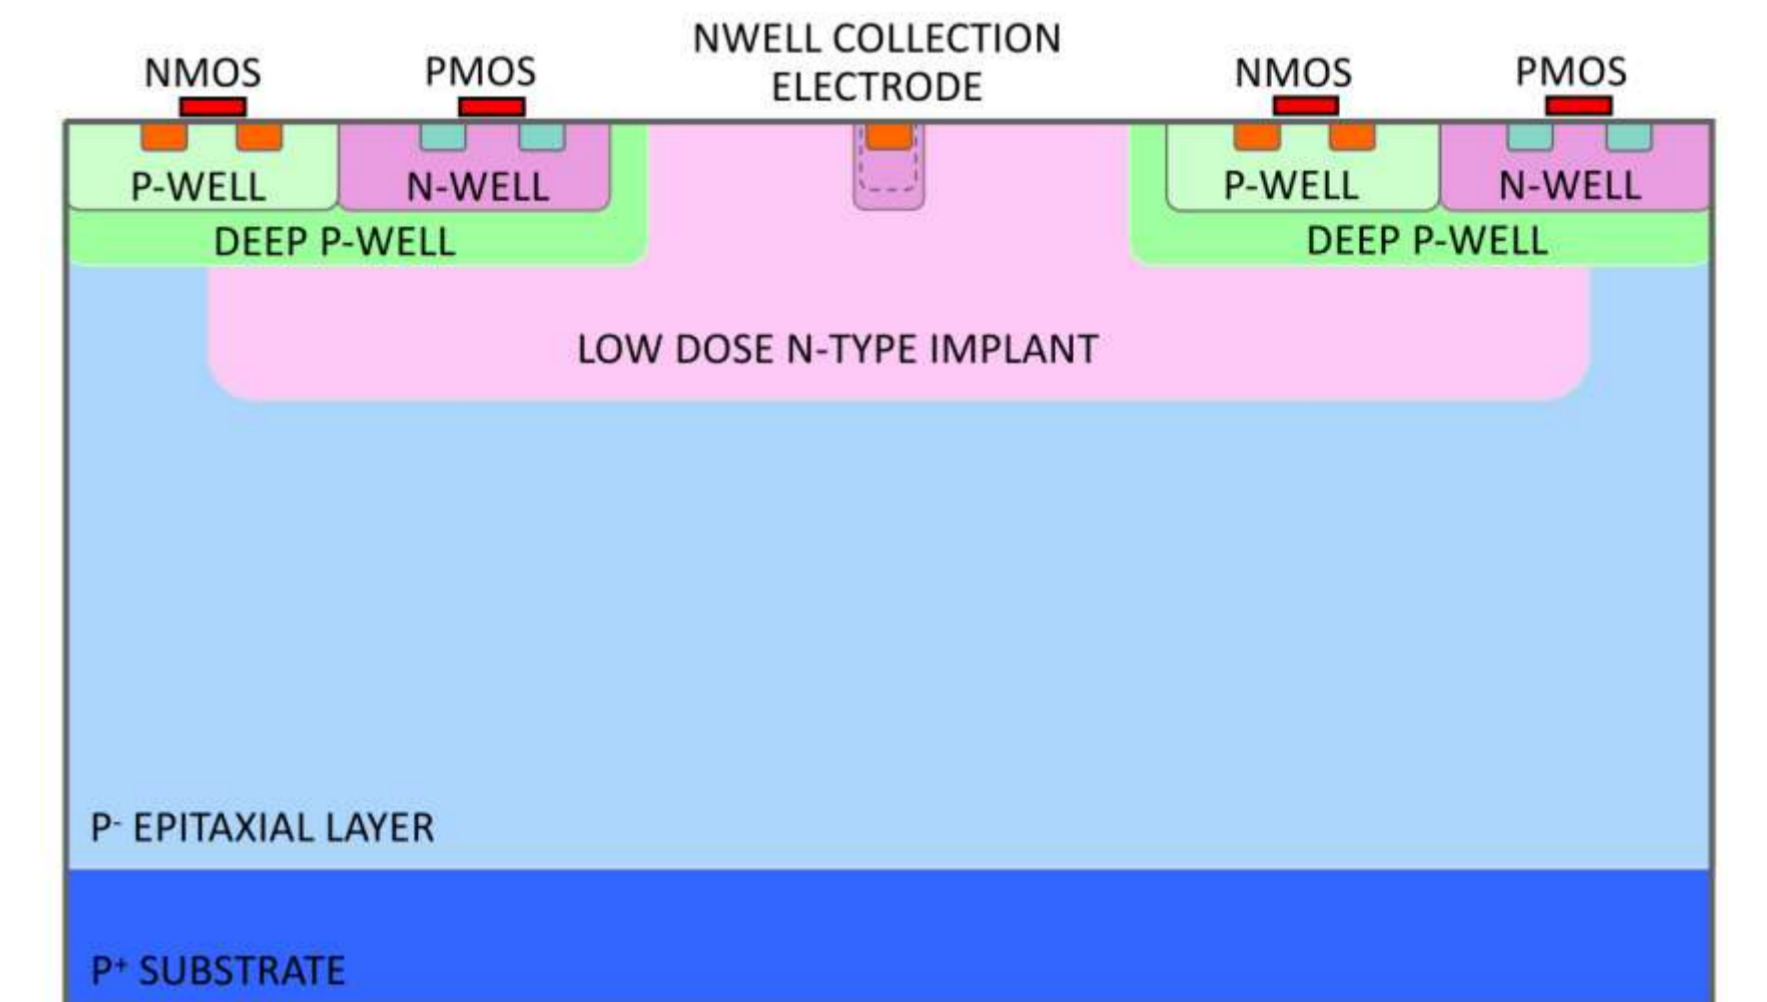 NWELL COLLECTION
ELECTRODE
NMOS
PMOS
NMOS
PMOS
P-WELL
N-WELL
P-WELL
N-WELL
DEEP P-WELL
DEEP P-WELL
LOW DOSE N-TYPE IMPLANT
P⁻ EPITAXIAL LAYER
P⁺ SUBSTRATE